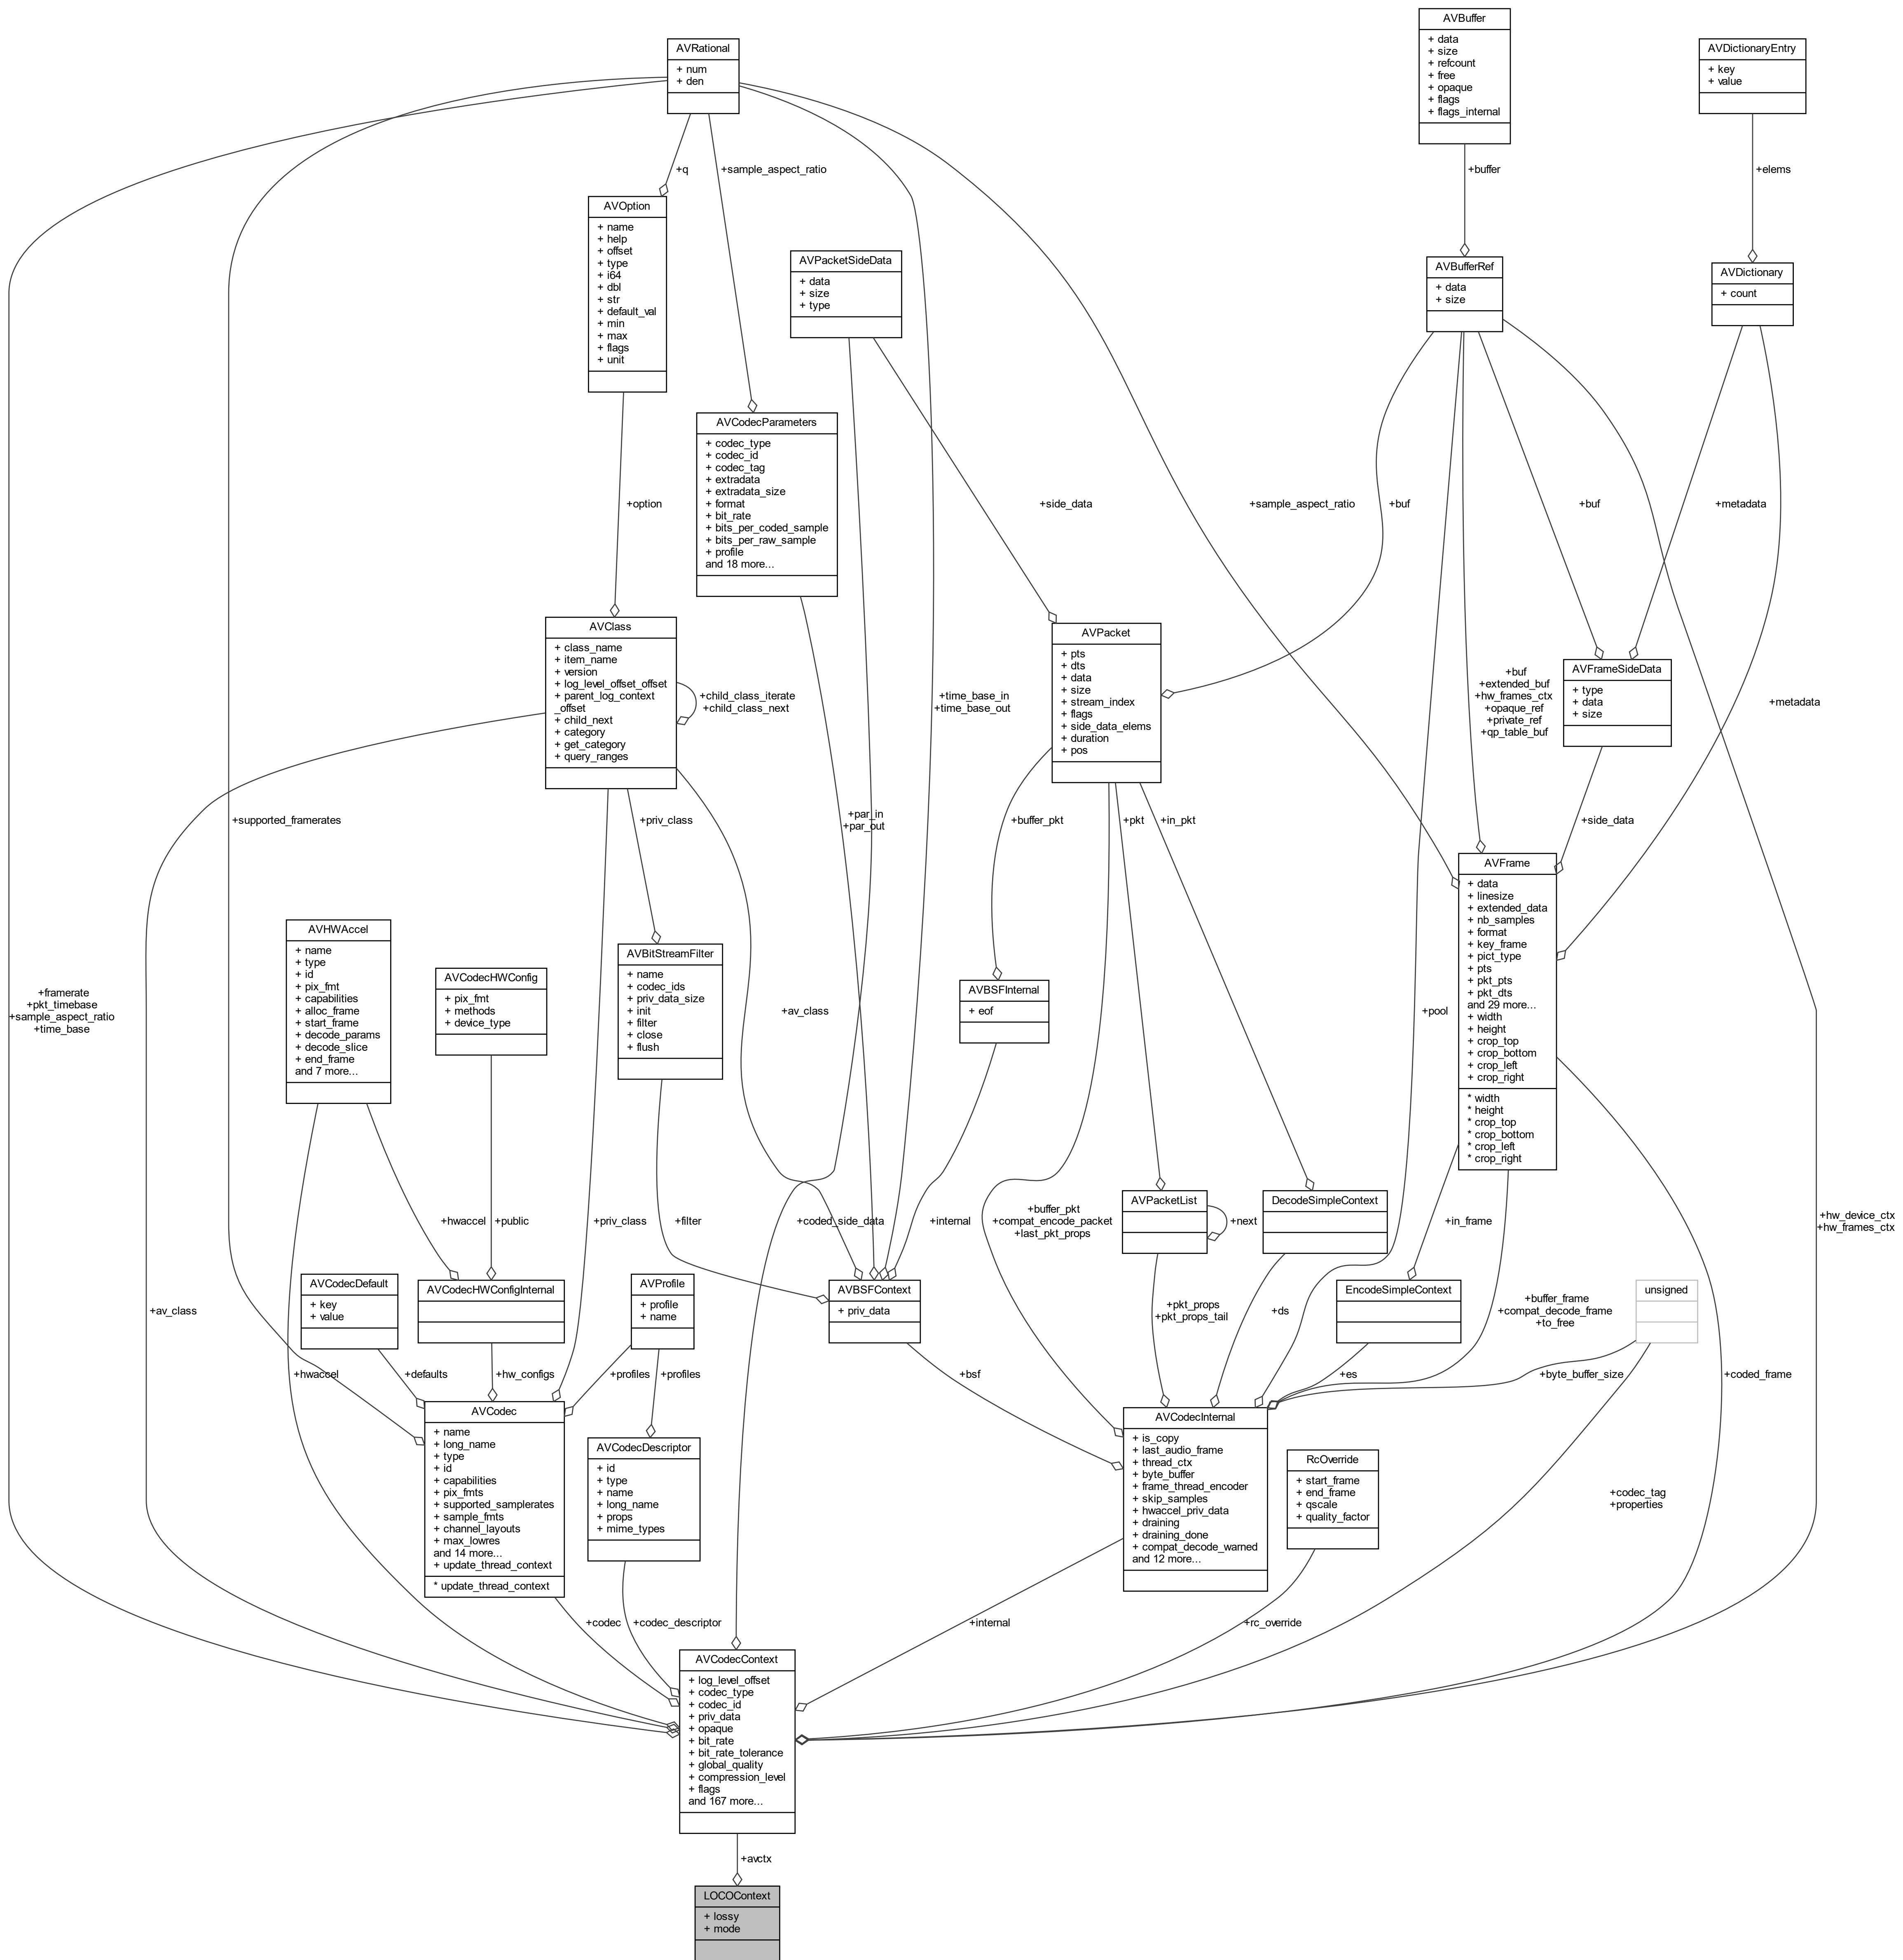 AVBuffer
+ data
+ size
+ refcount
+ free
+ opaque
+ flags
+ flags_internal
AVRational
+ num
+ den
AVDictionaryEntry
+ key
+ value
+q
+sample_aspect_ratio
+buffer
+elems
AVOption
+ name
+ help
+ offset
+ type
+ i64
+ dbl
+ str
+ default_val
+ min
+ max
+ flags
+ unit
AVPacketSideData
+ data
+ size
+ type
AVBufferRef
+ data
+ size
AVDictionary
+ count
AVCodecParameters
+ codec_type
+ codec_id
+ codec_tag
+ extradata
+ extradata_size
+ format
+ bit_rate
+ bits_per_coded_sample
+ bits_per_raw_sample
+ profile
and 18 more...
+option
+side_data
+sample_aspect_ratio
+buf
+buf
+metadata
AVClass
+ class_name
+ item_name
+ version
+ log_level_offset_offset
+ parent_log_context
_offset
+ child_next
+ category
+ get_category
+ query_ranges
+child_class_iterate
+child_class_next
+time_base_in
+time_base_out
AVPacket
+ pts
+ dts
+ data
+ size
+ stream_index
+ flags
+ side_data_elems
+ duration
+ pos
+buf
+extended_buf
+hw_frames_ctx
+opaque_ref
+private_ref
+qp_table_buf
AVFrameSideData
+ type
+ data
+ size
+metadata
+supported_framerates
+priv_class
+par_in
+par_out
+buffer_pkt
+pkt
+in_pkt
+side_data
AVFrame
+ data
+ linesize
+ extended_data
+ nb_samples
+ format
+ key_frame
+ pict_type
+ pts
+ pkt_pts
+ pkt_dts
and 29 more...
+ width
+ height
+ crop_top
+ crop_bottom
+ crop_left
+ crop_right
* width
* height
* crop_top
* crop_bottom
* crop_left
* crop_right
+framerate
+pkt_timebase
+sample_aspect_ratio
+time_base
AVHWAccel
+ name
+ type
+ id
+ pix_fmt
+ capabilities
+ alloc_frame
+ start_frame
+ decode_params
+ decode_slice
+ end_frame
and 7 more...
AVCodecHWConfig
+ pix_fmt
+ methods
+ device_type
AVBitStreamFilter
+ name
+ codec_ids
+ priv_data_size
+ init
+ filter
+ close
+ flush
+av_class
AVBSFInternal
+ eof
+pool
+hwaccel
+public
+priv_class
+filter
+coded_side_data
+internal
+buffer_pkt
+compat_encode_packet
+last_pkt_props
AVPacketList
+next
DecodeSimpleContext
+in_frame
+hw_device_ctx
+hw_frames_ctx
+av_class
AVCodecDefault
+ key
+ value
AVCodecHWConfigInternal
AVProfile
+ profile
+ name
AVBSFContext
+ priv_data
+pkt_props
+pkt_props_tail
+ds
EncodeSimpleContext
+buffer_frame
+compat_decode_frame
+to_free
unsigned
+hwaccel
+defaults
+hw_configs
+profiles
+profiles
+bsf
+es
+byte_buffer_size
+coded_frame
AVCodec
+ name
+ long_name
+ type
+ id
+ capabilities
+ pix_fmts
+ supported_samplerates
+ sample_fmts
+ channel_layouts
+ max_lowres
and 14 more...
+ update_thread_context
* update_thread_context
AVCodecDescriptor
+ id
+ type
+ name
+ long_name
+ props
+ mime_types
AVCodecInternal
+ is_copy
+ last_audio_frame
+ thread_ctx
+ byte_buffer
+ frame_thread_encoder
+ skip_samples
+ hwaccel_priv_data
+ draining
+ draining_done
+ compat_decode_warned
and 12 more...
RcOverride
+ start_frame
+ end_frame
+ qscale
+ quality_factor
+codec_tag
+properties
+codec
+codec_descriptor
+internal
+rc_override
AVCodecContext
+ log_level_offset
+ codec_type
+ codec_id
+ priv_data
+ opaque
+ bit_rate
+ bit_rate_tolerance
+ global_quality
+ compression_level
+ flags
and 167 more...
+avctx
LOCOContext
+ lossy
+ mode